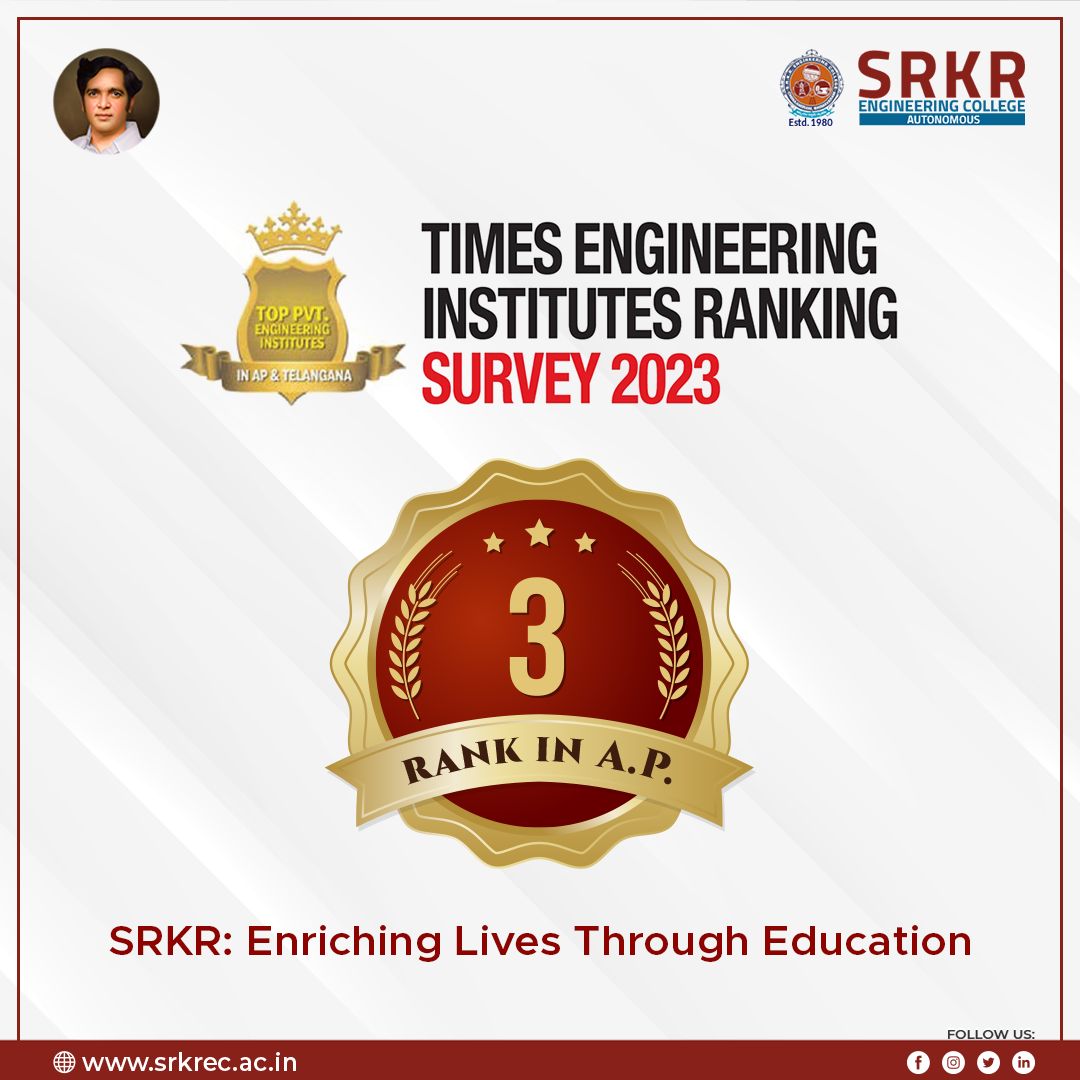 SRKR
ENGINEERING COLLEGE
AUTONOMOUS
Estd. 1980
TOP PVT.
ENGINEERING
INSTITUTES
IN AP & TELANGANA
TIMES ENGINEERING
INSTITUTES RANKING
SURVEY 2023
3
RANK IN A.P.
SRKR: Enriching Lives Through Education
FOLLOW US:
www.srkrec.ac.in